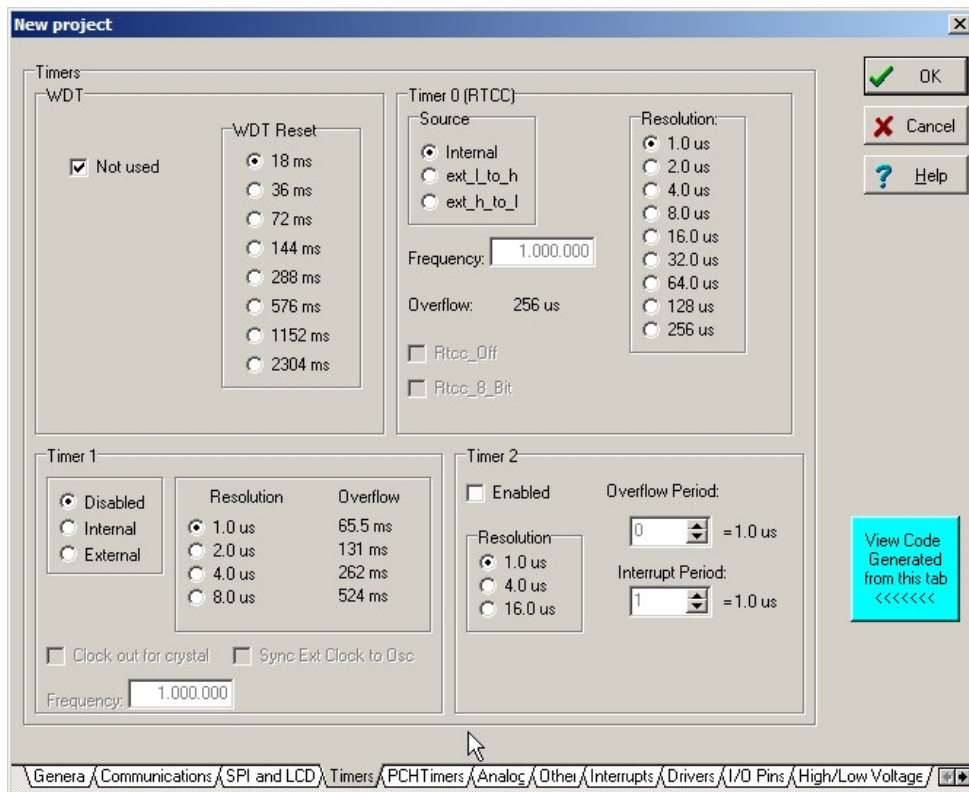 New project
Timers
WDT
Not used
WDT Reset
18 ms
36 ms
72 ms
144 ms
288 ms
576 ms
1152 ms
2304 ms
Timer 0 (RTCC)
Source
Internal
ext_l_to_h
ext_h_to_l
Frequency: 1.000.000
Overflow: 256 us
Rtcc_Off
Rtcc_8_Bit
Resolution:
1.0 us
2.0 us
4.0 us
8.0 us
16.0 us
32.0 us
64.0 us
128 us
256 us
OK
Cancel
Help
Timer 1
Disabled
Internal
External
Resolution Overflow
1.0 us 65.5 ms
2.0 us 131 ms
4.0 us 262 ms
8.0 us 524 ms
Clock out for crystal Sync Ext Clock to Osc
Frequency: 1.000.000
Timer 2
Enabled
Resolution
1.0 us
4.0 us
16.0 us
Overflow Period:
0 =1.0 us
Interrupt Period:
1 =1.0 us
View Code
Generated
from this tab
<<<<<<<
Genera Communications SPI and LCD Timers PCHTimers Analog Other Interrupts Drivers I/O Pins High/Low Voltage